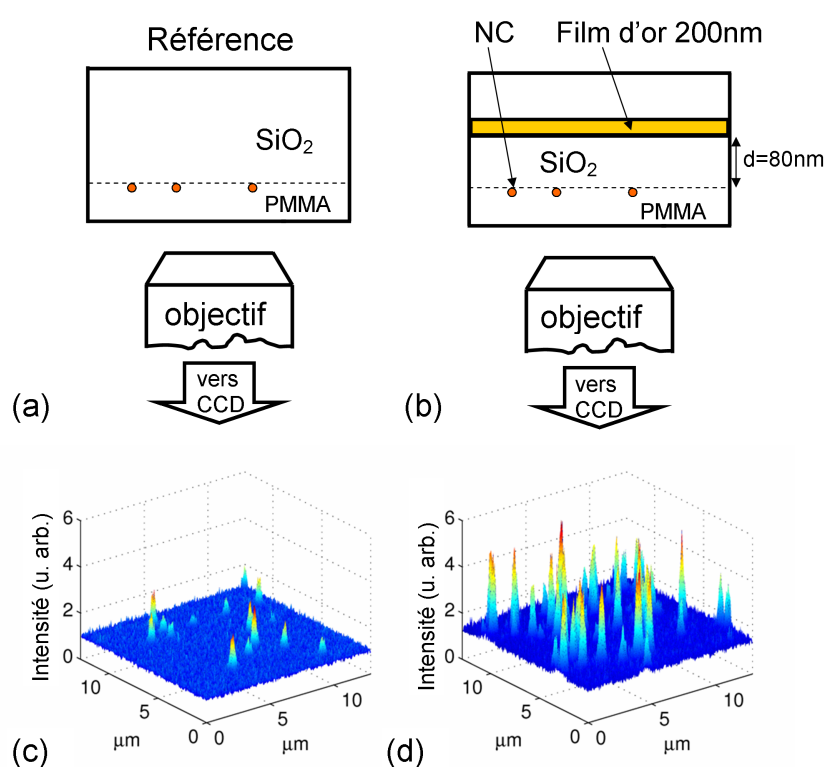 Référence
SiO2
PMMA
objectif
vers
CCD
(a)
NC
Film d'or 200nm
SiO2
d=80nm
PMMA
objectif
vers
CCD
(b)
Intensité (u. arb.)
6
4
2
0
10
5
0
µm
0
5
10
µm
(c)
Intensité (u. arb.)
6
4
2
0
10
5
0
µm
0
5
10
µm
(d)